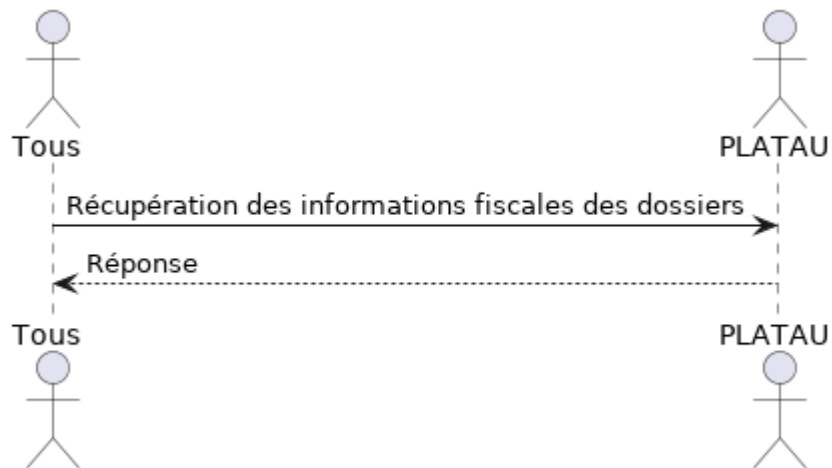 Tous PLATAU
Récupération des informations fiscales des dossiers
Réponse
Tous PLATAU